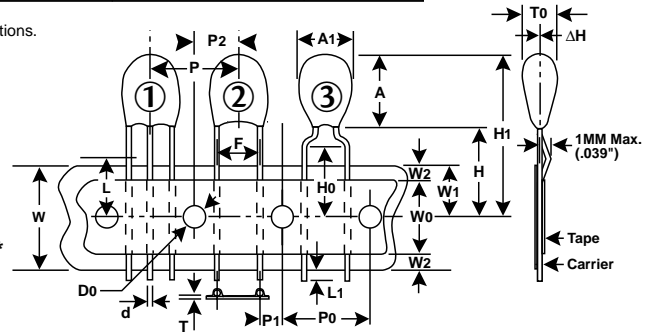 tions.
T0
P2
A1
ΔH
P
1
2
3
A
H1
F
H
1MM Max.
(.039")
L
H0
W2
W1
W
W0
*
Tape
D0
W2
Carrier
L1
d
T
P1
P0